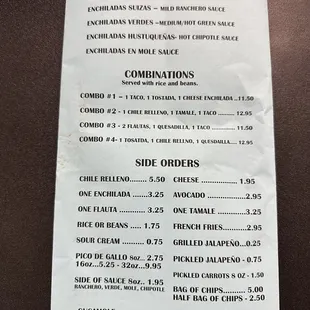 ENCHILADAS SUIZAS – MILD RANCHERO SAUCE
ENCHILADAS VERDES –MEDIUM/HOT GREEN SAUCE
ENCHILADAS HUSTUQUEÑAS- HOT CHIPOTLE SAUCE
ENCHILADAS EN MOLE SAUCE
COMBINATIONS
Served with rice and beans.
COMBO #1 – 1 TACO, 1 TOSTADA, 1 CHEESE ENCHILADA ..11.50
COMBO #2 - 1 CHILE RELLENO, 1 TAMALE, 1 TACO ..... 12.95
COMBO #3 - 2 FLAUTAS, 1 QUESADILLA, 1 TACO ............11.50
COMBO #4- 1 TOSATDA, 1 CHILE RELLNO, 1 QUESDAILL.... 12.95
SIDE ORDERS
CHILE RELLENO...... 5.50
ONE ENCHILADA ......3.25
ONE FLAUTA ........... 3.25
RICE OR BEANS ..... 1.75
SOUR CREAM .......... 0.75
PICO DE GALLO 8oz.. 2.75
16oz...5.25 - 32oz...9.95
SIDE OF SAUCE 8oz.. 1.95
RANCHERO, VERDE, MOLE, CHIPOTLE
CHEESE .................. 1.95
AVOCADO ...............2.95
ONE TAMALE ..........3.25
FRENCH FRIES.........2.95
GRILLED JALAPEÑO...0.25
PICKLED JALAPEÑO ..0.25
PICKLED CARROTS 8 OZ - 1.50
BAG OF CHIPS.......... 5.00
HALF BAG OF CHIPS - 2.50